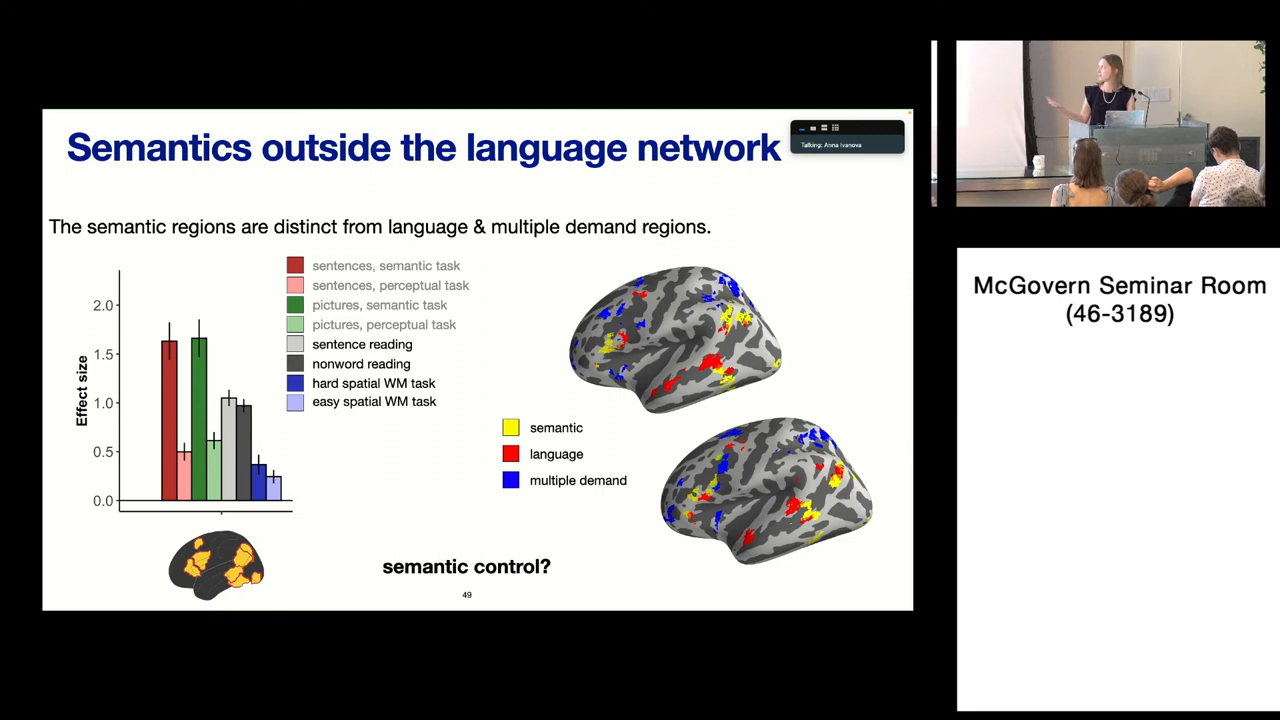 Semantics outside the language network
Talking: Anna Ivanova
The semantic regions are distinct from language & multiple demand regions.
Effect size
2.0
1.5
1.0
0.5
0.0
sentences, semantic task
sentences, perceptual task
pictures, semantic task
pictures, perceptual task
sentence reading
nonword reading
hard spatial WM task
easy spatial WM task
semantic
language
multiple demand
semantic control?
49
McGovern Seminar Room
(46-3189)